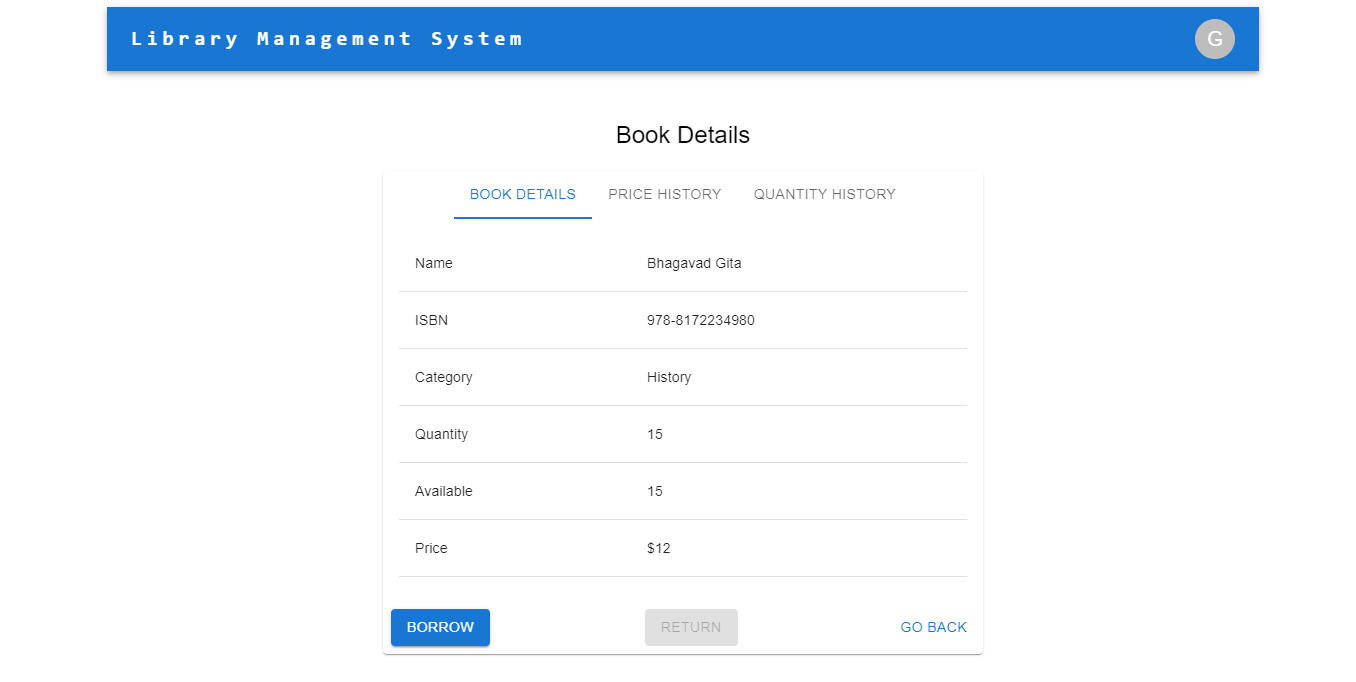 Library Management System
G
Book Details
BOOK DETAILS PRICE HISTORY QUANTITY HISTORY
Name Bhagavad Gita
ISBN 978-8172234980
Category History
Quantity 15
Available 15
Price $12
BORROW RETURN GO BACK